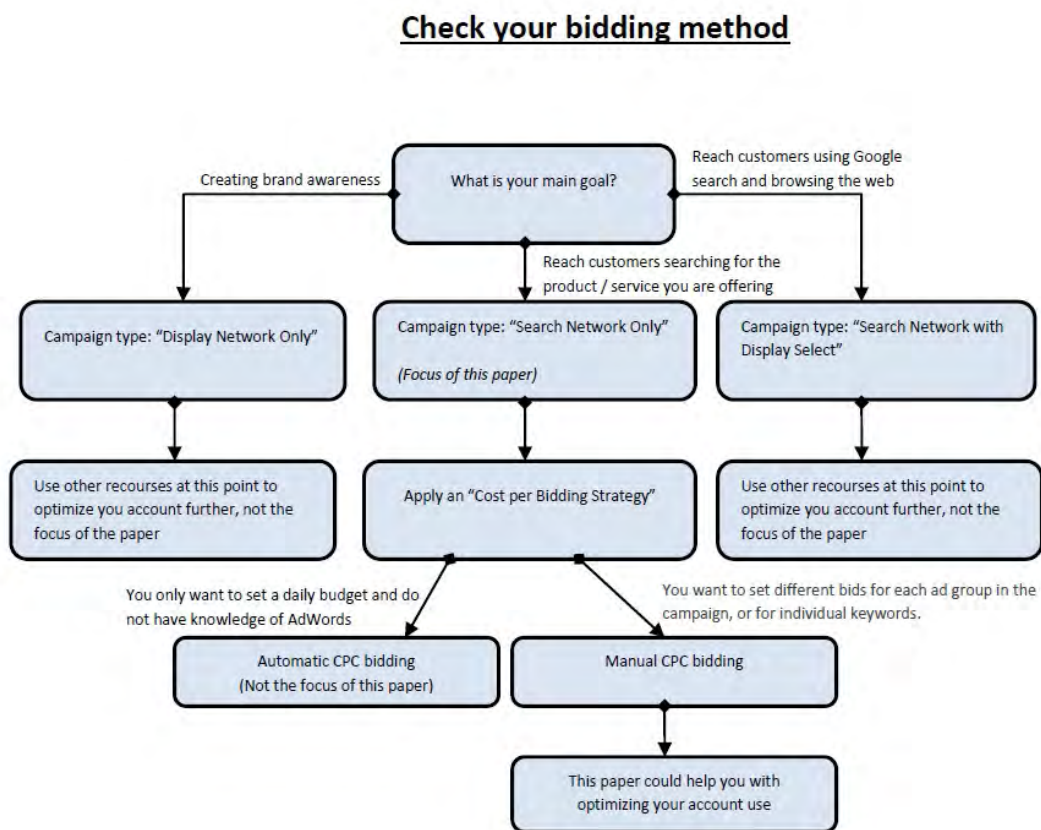 Check your bidding method
What is your main goal?
Creating brand awareness
Reach customers using Google
search and browsing the web
Reach customers searching for the
product / service you are offering
Campaign type: “Display Network Only”
Campaign type: “Search Network Only”
(Focus of this paper)
Campaign type: “Search Network with
Display Select”
Use other recourses at this point to
optimize you account further, not the
focus of the paper
Apply an “Cost per Bidding Strategy”
Use other recourses at this point to
optimize you account further, not the
focus of the paper
You only want to set a daily budget and do
not have knowledge of AdWords
You want to set different bids for each ad group in the
campaign, or for individual keywords.
Automatic CPC bidding
(Not the focus of this paper)
Manual CPC bidding
This paper could help you with
optimizing your account use